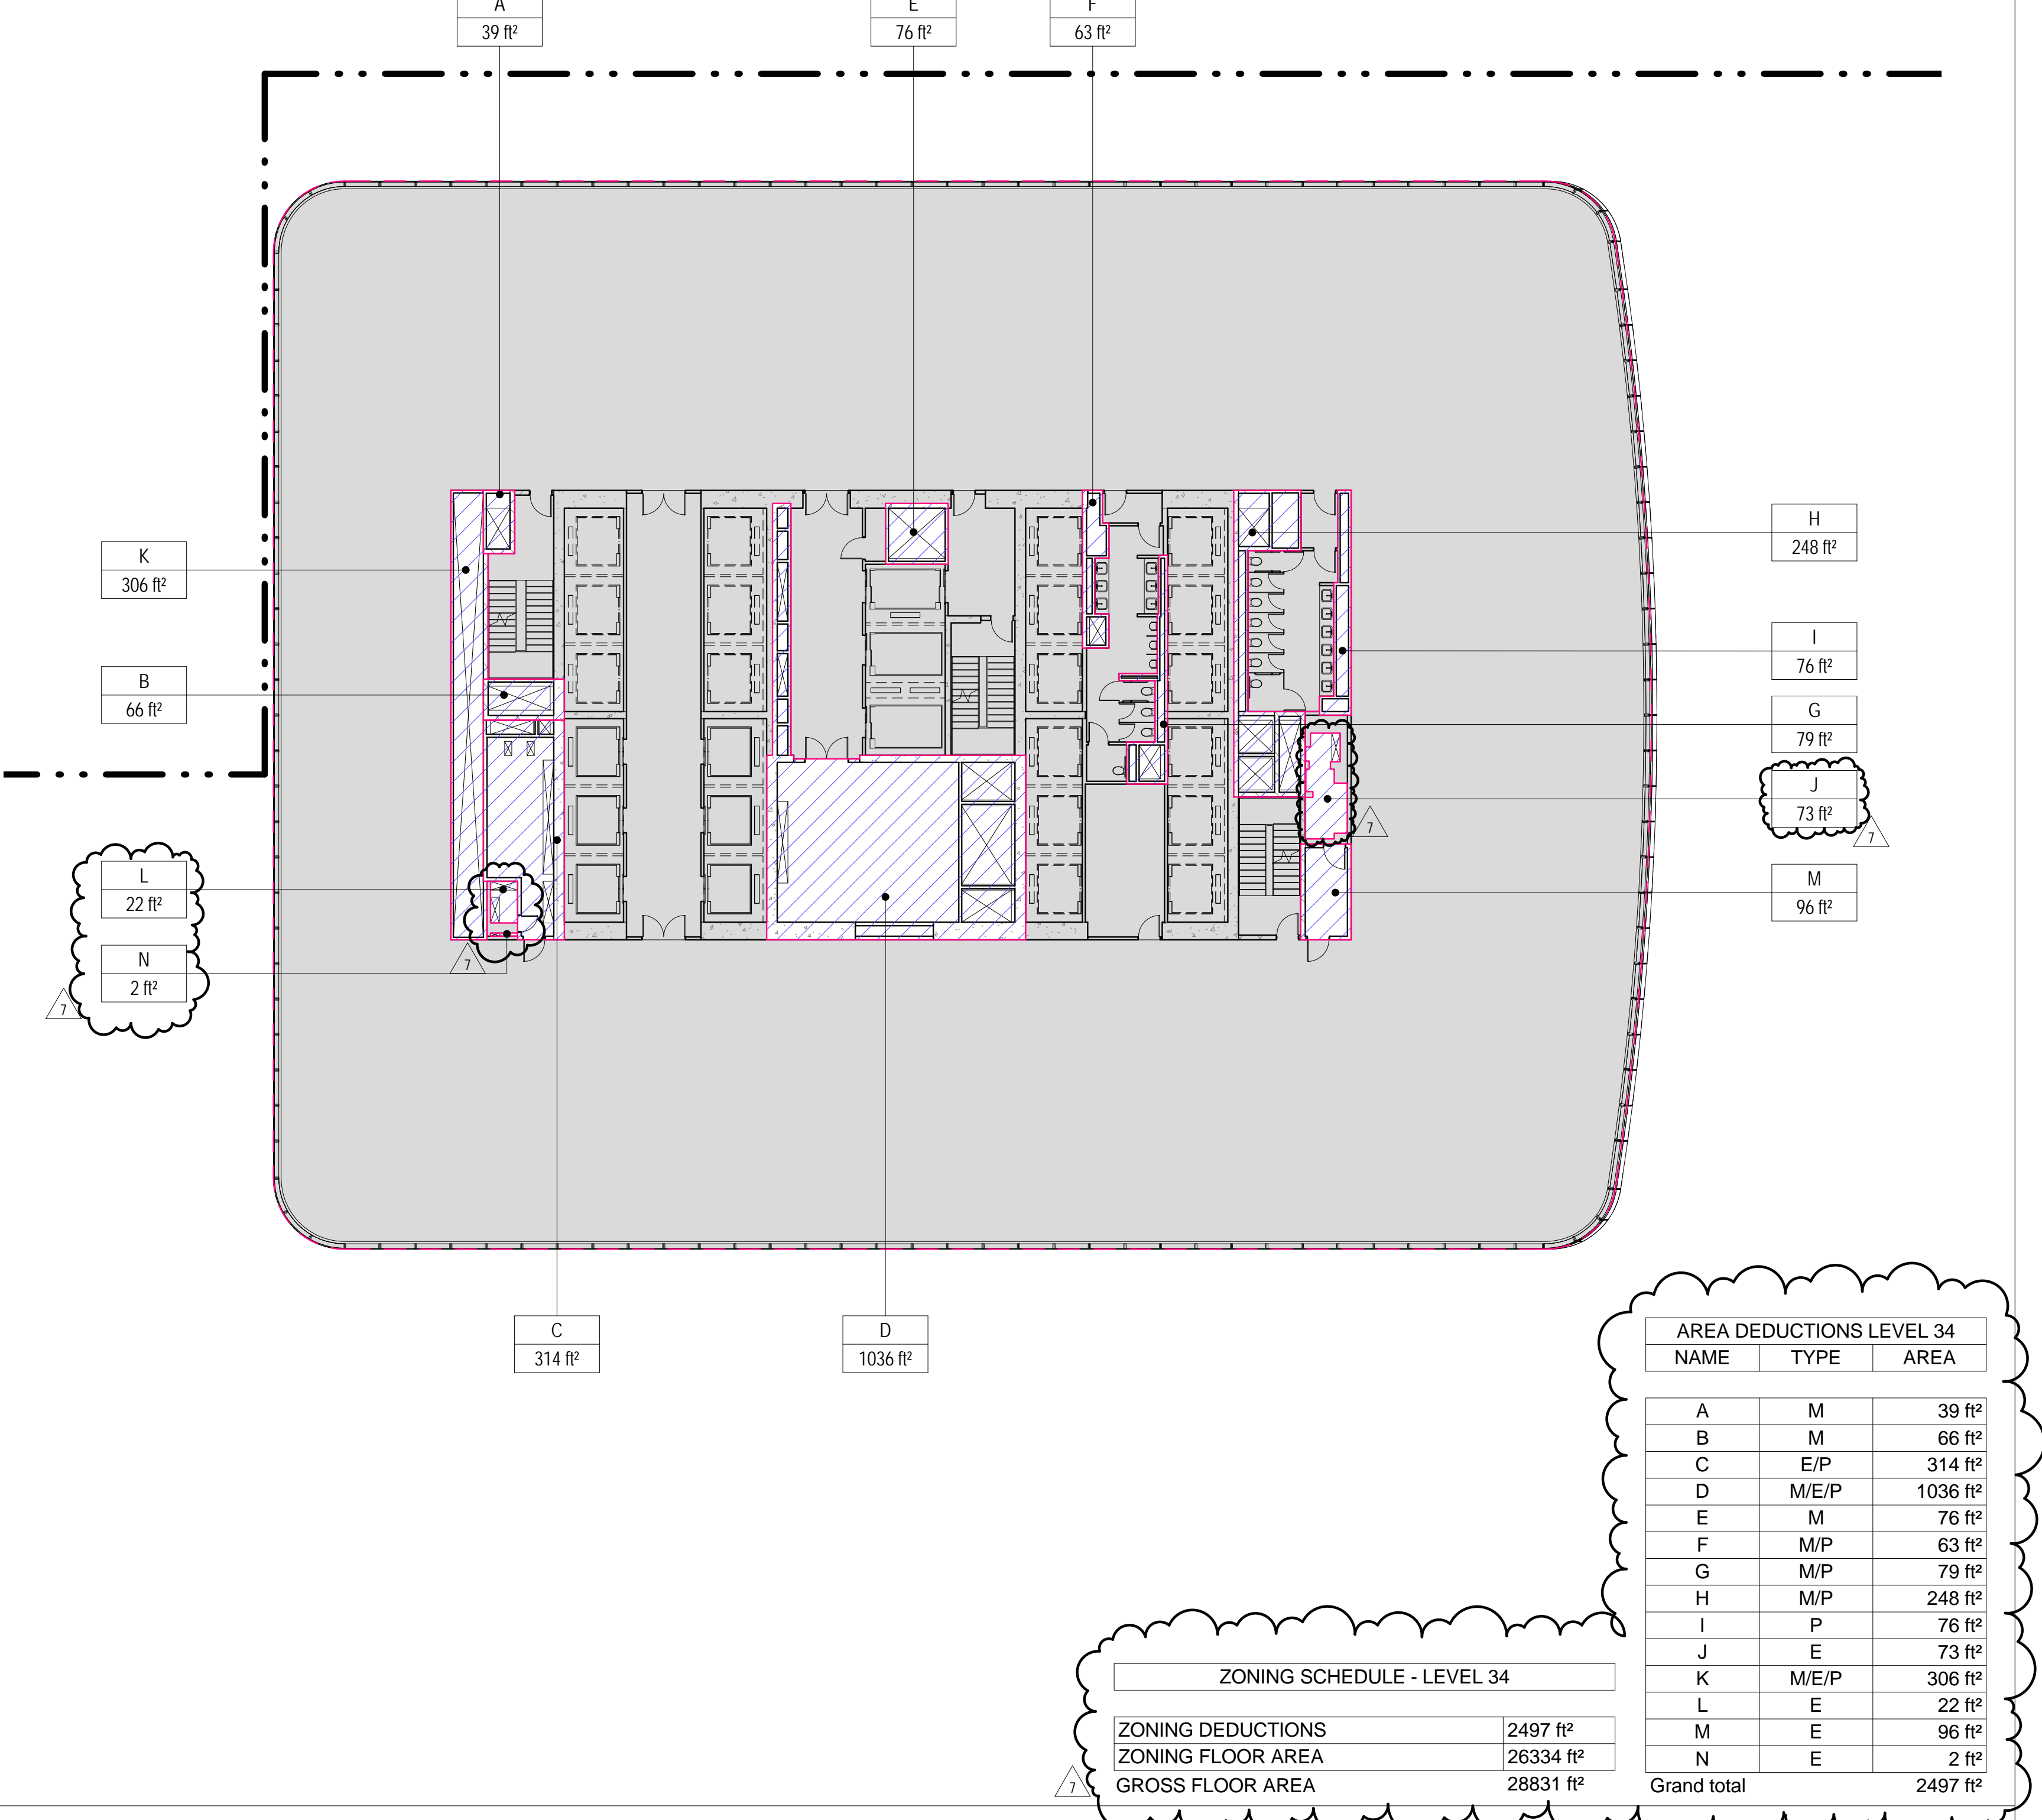 A
39 ft²
E
76 ft²
F
63 ft²
K
306 ft²
B
66 ft²
L
22 ft²
N
2 ft²
7
7
H
248 ft²
I
76 ft²
G
79 ft²
J
73 ft²
7
7
M
96 ft²
C
314 ft²
D
1036 ft²
AREA DEDUCTIONS LEVEL 34
NAME TYPE AREA
A M 39 ft²
B M 66 ft²
C E/P 314 ft²
D M/E/P 1036 ft²
E M 76 ft²
F M/P 63 ft²
G M/P 79 ft²
H M/P 248 ft²
I P 76 ft²
J E 73 ft²
K M/E/P 306 ft²
L E 22 ft²
M E 96 ft²
N E 2 ft²
Grand total 2497 ft²
ZONING SCHEDULE - LEVEL 34
ZONING DEDUCTIONS 2497 ft²
ZONING FLOOR AREA 26334 ft²
GROSS FLOOR AREA 28831 ft²
7